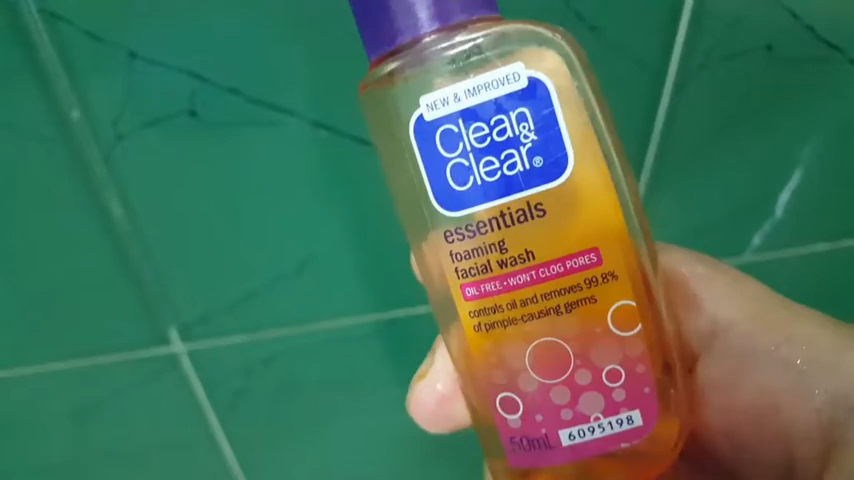 NEW & IMPROVED
Clean &
Clear®
essentials
foaming
facial wash
OIL FREE • WON'T CLOG PORES
controls oil and removes 99.8%
of pimple-causing germs
50mL 6095198